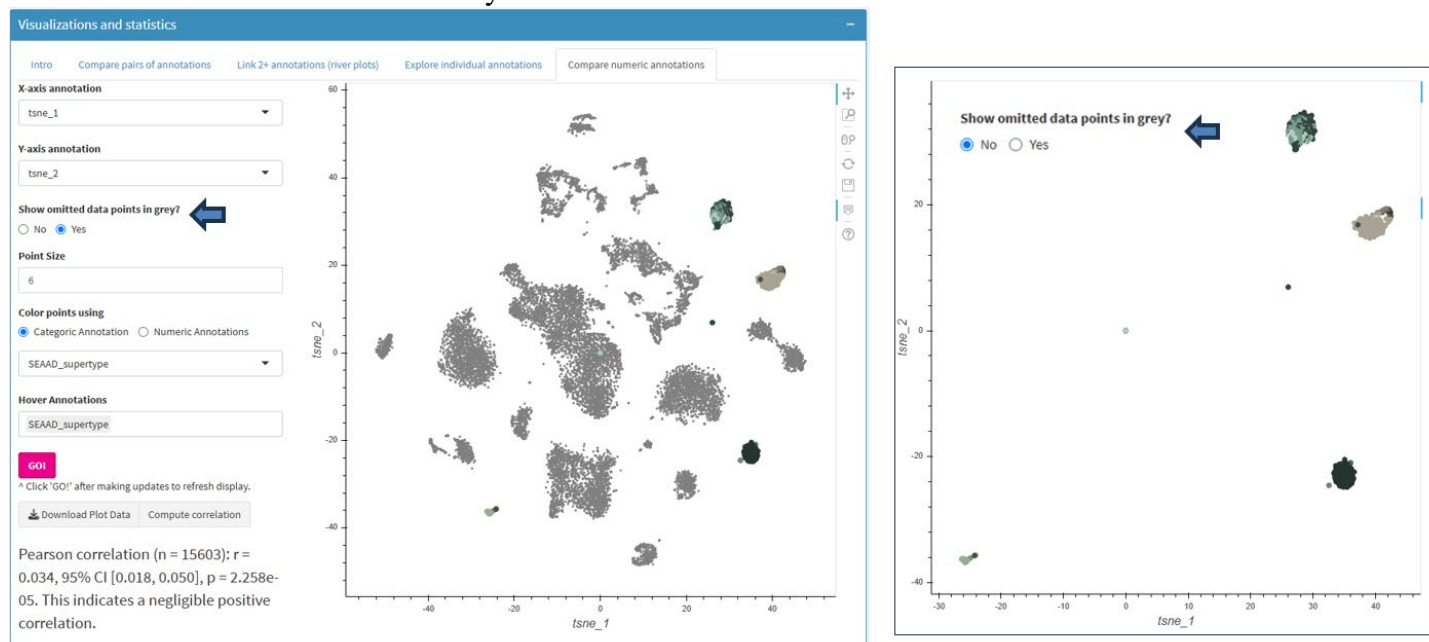 Visualizations and statistics
Intro Compare pairs of annotations Link 2+ annotations (river plots) Explore individual annotations Compare numeric annotations
X-axis annotation
tsne_1
Y-axis annotation
tsne_2
Show omitted data points in grey?
No Yes
Point Size
6
Color points using
Categoric Annotation Numeric Annotations
SEAAD_supertype
Hover Annotations
SEAAD_supertype
GO!
^ Click 'GO!' after making updates to refresh display.
Download Plot Data Compute correlation
Pearson correlation (n = 15603): r =
0.034, 95% CI [0.018, 0.050], p = 2.258e-
05. This indicates a negligible positive
correlation.
60
40
20
0
-20
-40
tsne_2
-40 -20 0 20 40
tsne_1
Show omitted data points in grey?
No Yes
20
0
-20
-40
tsne_2
-30 -20 -10 0 10 20 30 40
tsne_1